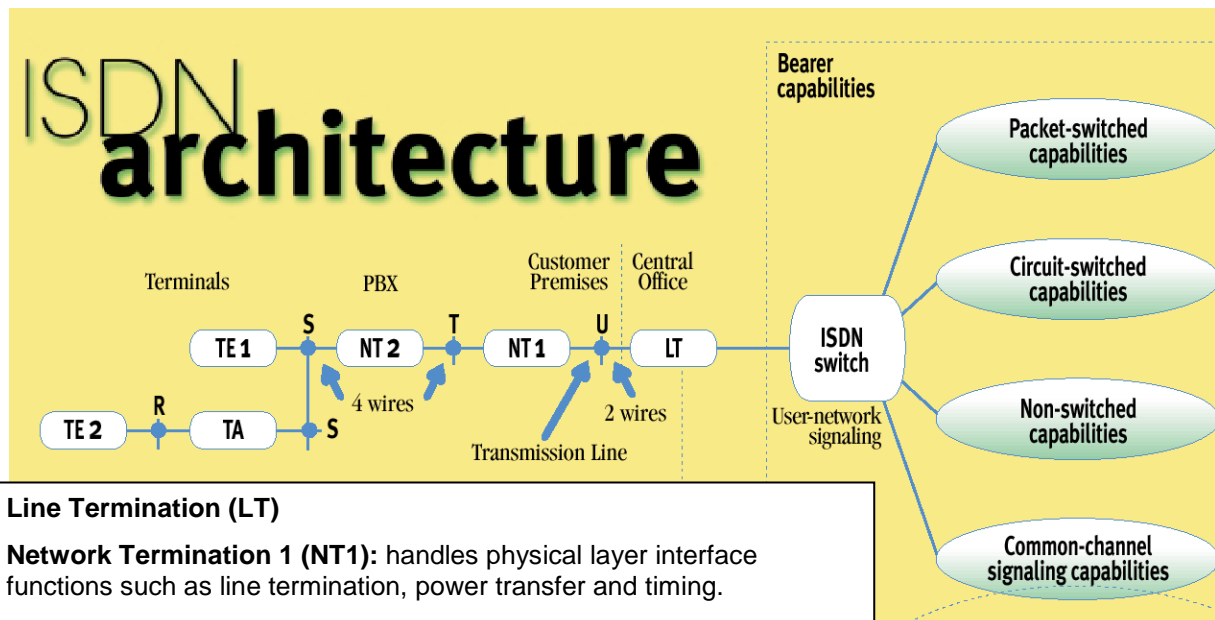 ISDN
architecture
Bearer
capabilities
Packet-switched
capabilities
Circuit-switched
capabilities
Terminals
PBX
Customer
Premises
Central
Office
S
T
U
TE 1
NT 2
NT 1
LT
ISDN
switch
4 wires
2 wires
R
TE 2
TA
S
Transmission Line
User-network
signaling
Non-switched
capabilities
Common-channel
signaling capabilities
Line Termination (LT)
Network Termination 1 (NT1): handles physical layer interface
functions such as line termination, power transfer and timing.